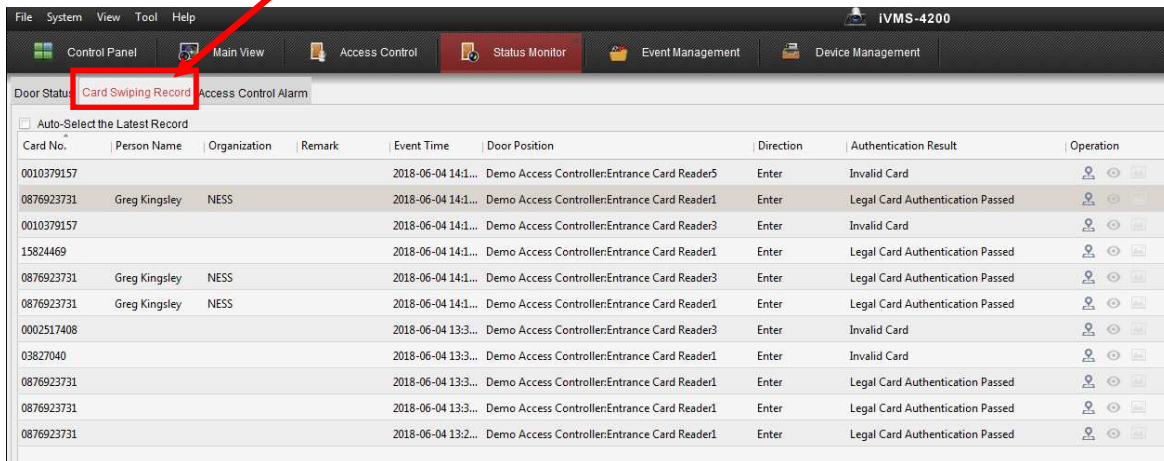 File System View Tool Help iVMS-4200
Control Panel Main View Access Control Status Monitor Event Management Device Management
Door Status Card Swiping Record Access Control Alarm
Auto-Select the Latest Record
Card No. Person Name Organization Remark Event Time Door Position Direction Authentication Result Operation
0010379157 2018-06-04 14:1... Demo Access Controller:Entrance Card Reader5 Enter Invalid Card
0876923731 Greg Kingsley NESS 2018-06-04 14:1... Demo Access Controller:Entrance Card Reader1 Enter Legal Card Authentication Passed
0010379157 2018-06-04 14:1... Demo Access Controller:Entrance Card Reader3 Enter Invalid Card
15824469 2018-06-04 14:1... Demo Access Controller:Entrance Card Reader1 Enter Legal Card Authentication Passed
0876923731 Greg Kingsley NESS 2018-06-04 14:1... Demo Access Controller:Entrance Card Reader3 Enter Legal Card Authentication Passed
0876923731 Greg Kingsley NESS 2018-06-04 14:1... Demo Access Controller:Entrance Card Reader1 Enter Legal Card Authentication Passed
0002517408 2018-06-04 13:3... Demo Access Controller:Entrance Card Reader3 Enter Invalid Card
03827040 2018-06-04 13:3... Demo Access Controller:Entrance Card Reader1 Enter Invalid Card
0876923731 2018-06-04 13:3... Demo Access Controller:Entrance Card Reader1 Enter Legal Card Authentication Passed
0876923731 2018-06-04 13:3... Demo Access Controller:Entrance Card Reader1 Enter Legal Card Authentication Passed
0876923731 2018-06-04 13:2... Demo Access Controller:Entrance Card Reader1 Enter Legal Card Authentication Passed